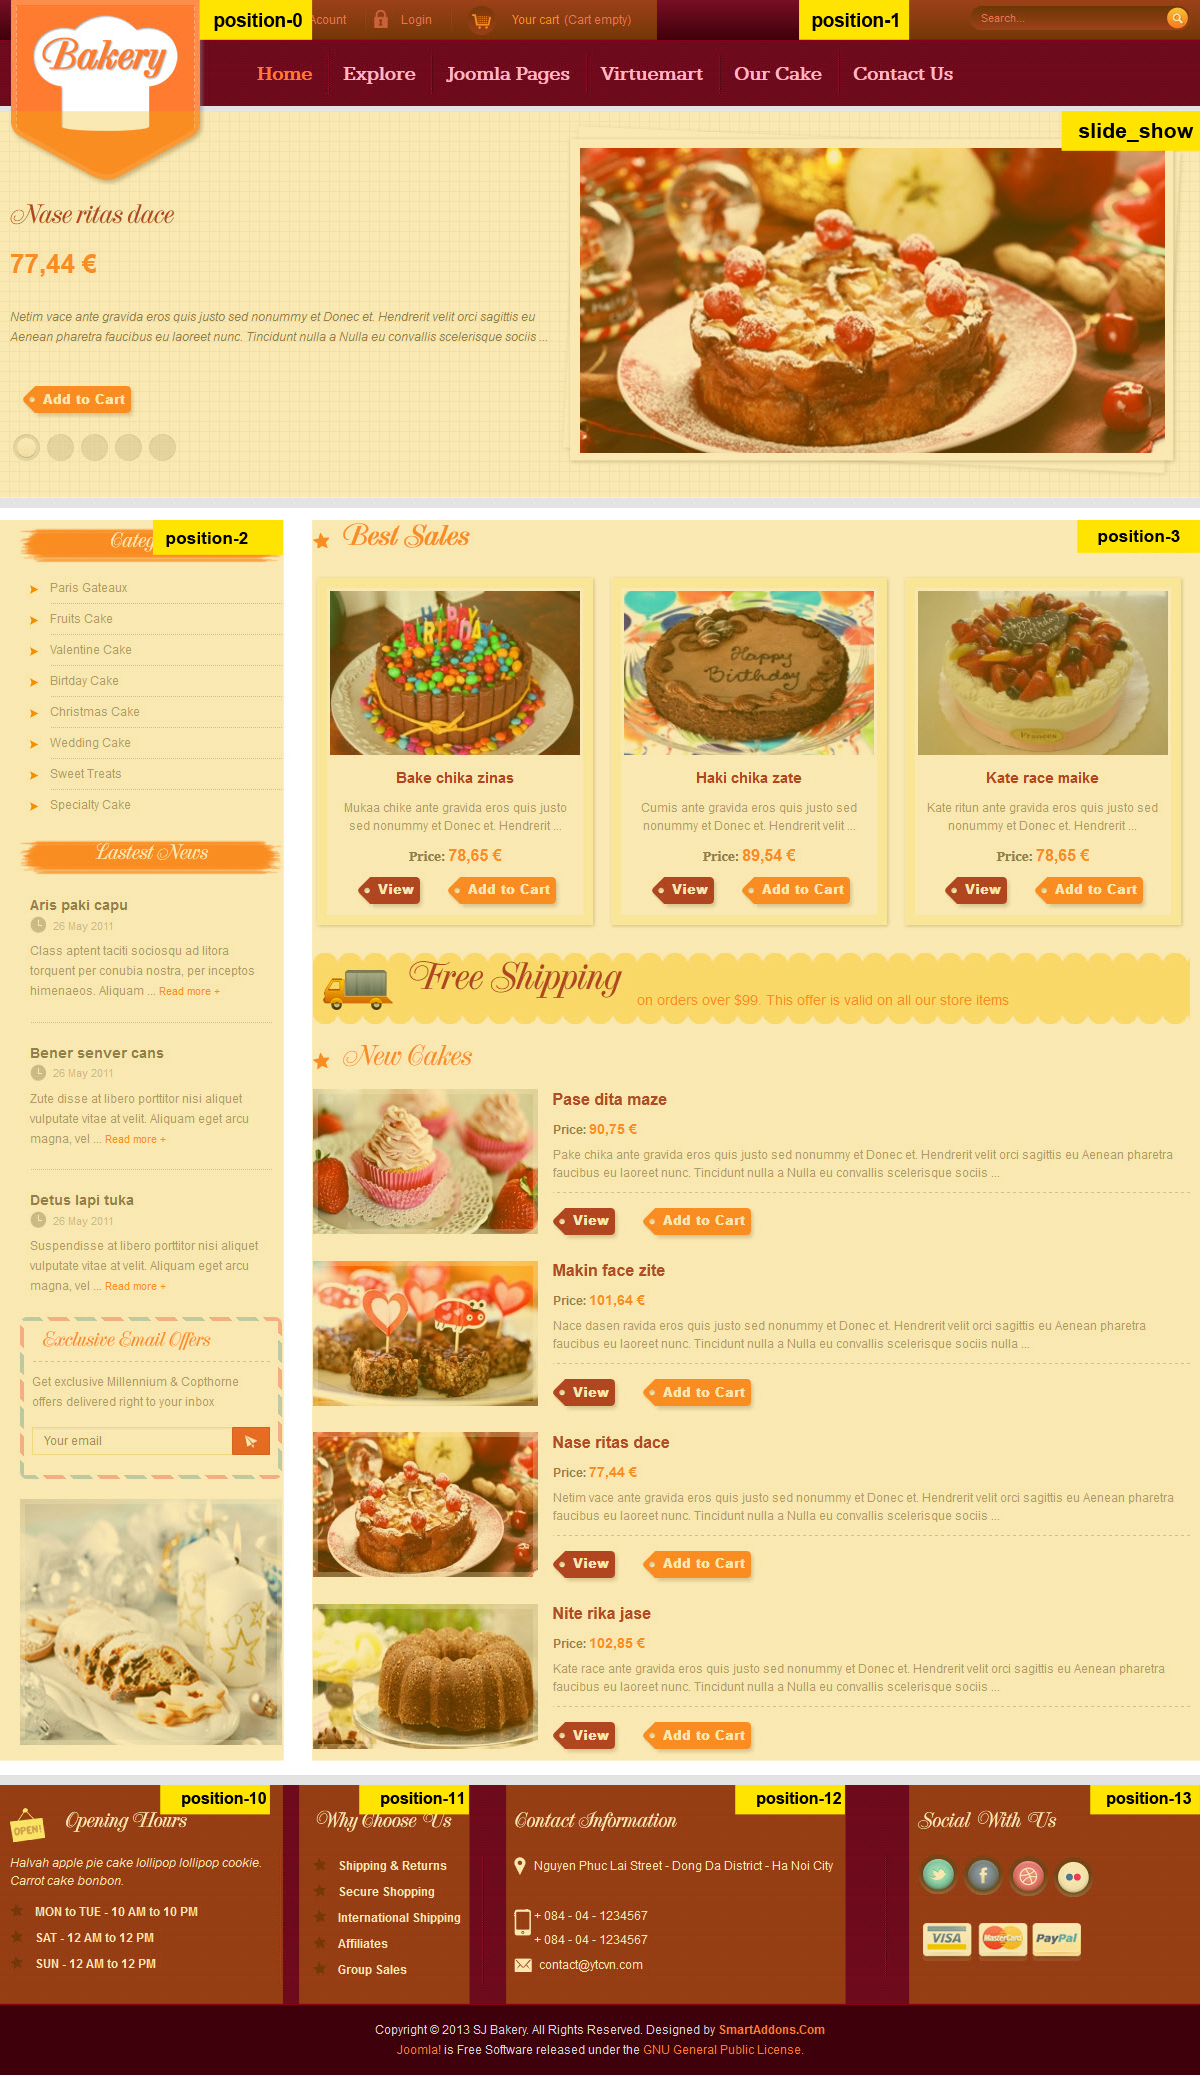 position-0
Acount
Login
Your cart (Cart empty)
position-1
Search...
Bakery
Home
Explore
Joomla Pages
Virtuemart
Our Cake
Contact Us
slide_show
Nase ritas dace
77,44 €
Netim vace ante gravida eros quis justo sed nonummy et Donec et. Hendrerit velit orci sagittis eu
Aenean pharetra faucibus eu laoreet nunc. Tincidunt nulla a Nulla eu convallis scelerisque sociis ...
Add to Cart
position-2
Paris Gateaux
Fruits Cake
Valentine Cake
Birtday Cake
Christmas Cake
Wedding Cake
Sweet Treats
Specialty Cake
Lastest News
Aris paki capu
26 May 2011
Class aptent taciti sociosqu ad litora
torquent per conubia nostra, per inceptos
himenaeos. Aliquam ... Read more +
Bener senver cans
26 May 2011
Zute disse at libero porttitor nisi aliquet
vulputate vitae at velit. Aliquam eget arcu
magna, vel ... Read more +
Detus lapi tuka
26 May 2011
Suspendisse at libero porttitor nisi aliquet
vulputate vitae at velit. Aliquam eget arcu
magna, vel ... Read more +
Exclusive Email Offers
Get exclusive Millennium & Copthorne
offers delivered right to your inbox
Your email
Best Sales
position-3
BIRTHDAY
Bake chika zinas
Mukaa chike ante gravida eros quis justo
sed nonummy et Donec et. Hendrerit ...
Price: 78,65 €
View
Add to Cart
Happy
Birthday
Haki chika zate
Cumis ante gravida eros quis justo sed
nonummy et Donec et. Hendrerit velit ...
Price: 89,54 €
View
Add to Cart
Kate race maike
Kate ritun ante gravida eros quis justo sed
nonummy et Donec et. Hendrerit ...
Price: 78,65 €
View
Add to Cart
Free Shipping
on orders over $99. This offer is valid on all our store items
New Cakes
Pase dita maze
Price: 90,75 €
Pake chika ante gravida eros quis justo sed nonummy et Donec et. Hendrerit velit orci sagittis eu Aenean pharetra
faucibus eu laoreet nunc. Tincidunt nulla a Nulla eu convallis scelerisque sociis ...
View
Add to Cart
Makin face zite
Price: 101,64 €
Nace dasen ravida eros quis justo sed nonummy et Donec et. Hendrerit velit orci sagittis eu Aenean pharetra
faucibus eu laoreet nunc. Tincidunt nulla a Nulla eu convallis scelerisque sociis nulla ...
View
Add to Cart
Nase ritas dace
Price: 77,44 €
Netim vace ante gravida eros quis justo sed nonummy et Donec et. Hendrerit velit orci sagittis eu Aenean pharetra
faucibus eu laoreet nunc. Tincidunt nulla a Nulla eu convallis scelerisque sociis ...
View
Add to Cart
Nite rika jase
Price: 102,85 €
Kate race ante gravida eros quis justo sed nonummy et Donec et. Hendrerit velit orci sagittis eu Aenean pharetra
faucibus eu laoreet nunc. Tincidunt nulla a Nulla eu convallis scelerisque sociis ...
View
Add to Cart
position-10
OPEN!
Opening Hours
Halvah apple pie cake lollipop lollipop cookie.
Carrot cake bonbon.
MON to TUE - 10 AM to 10 PM
SAT - 12 AM to 12 PM
SUN - 12 AM to 12 PM
position-11
Why Choose Us
Shipping & Returns
Secure Shopping
International Shipping
Affiliates
Group Sales
position-12
Contact Information
Nguyen Phuc Lai Street - Dong Da District - Ha Noi City
+ 084 - 04 - 1234567
+ 084 - 04 - 1234567
contact@ytcvn.com
position-13
Social With Us
VISA
MasterCard
PayPal
Copyright © 2013 SJ Bakery. All Rights Reserved. Designed by SmartAddons.Com
Joomla! is Free Software released under the GNU General Public License.